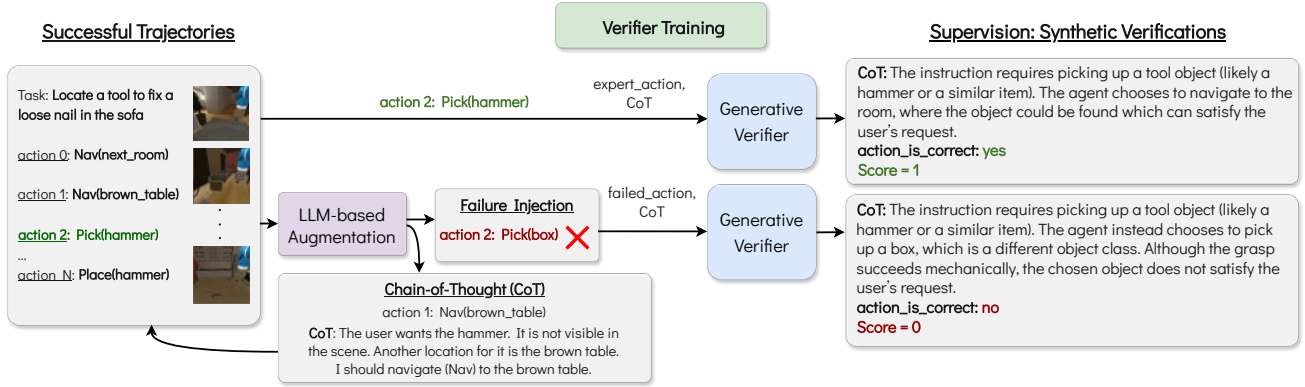 Verifier Training
Successful Trajectories
Task: Locate a tool to fix a
loose nail in the sofa
action 0: Nav(next_room)
action 1: Nav(brown_table)
action 2: Pick(hammer)
...
action N: Place(hammer)
action 2: Pick(hammer)
expert_action,
CoT
Generative
Verifier
LLM-based
Augmentation
Failure Injection
action 2: Pick(box)
failed_action,
CoT
Generative
Verifier
Chain-of-Thought (CoT)
action 1: Nav(brown_table)
CoT: The user wants the hammer. It is not visible in
the scene. Another location for it is the brown table.
I should navigate (Nav) to the brown table.
Supervision: Synthetic Verifications
CoT: The instruction requires picking up a tool object (likely a
hammer or a similar item). The agent chooses to navigate to the
room, where the object could be found which can satisfy the
user's request.
action_is_correct: yes
Score = 1
CoT: The instruction requires picking up a tool object (likely a
hammer or a similar item). The agent instead chooses to pick
up a box, which is a different object class. Although the grasp
succeeds mechanically, the chosen object does not satisfy the
user's request.
action_is_correct: no
Score = 0